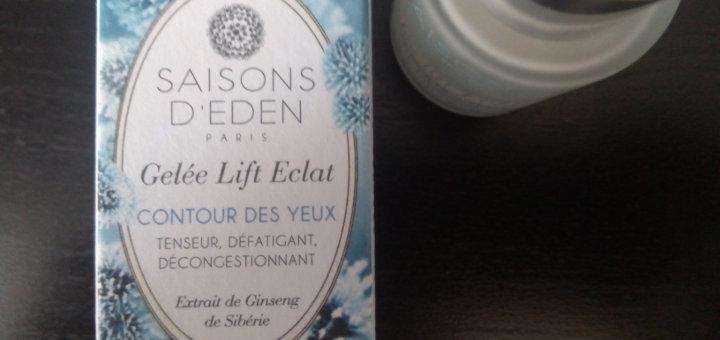 SAISONS
D'EDEN
PARIS
Gelée Lift Eclat
CONTOUR DES YEUX
TENSEUR, DÉFATIGANT,
DÉCONGESTIONNANT
Extrait de Ginseng
de Sibérie